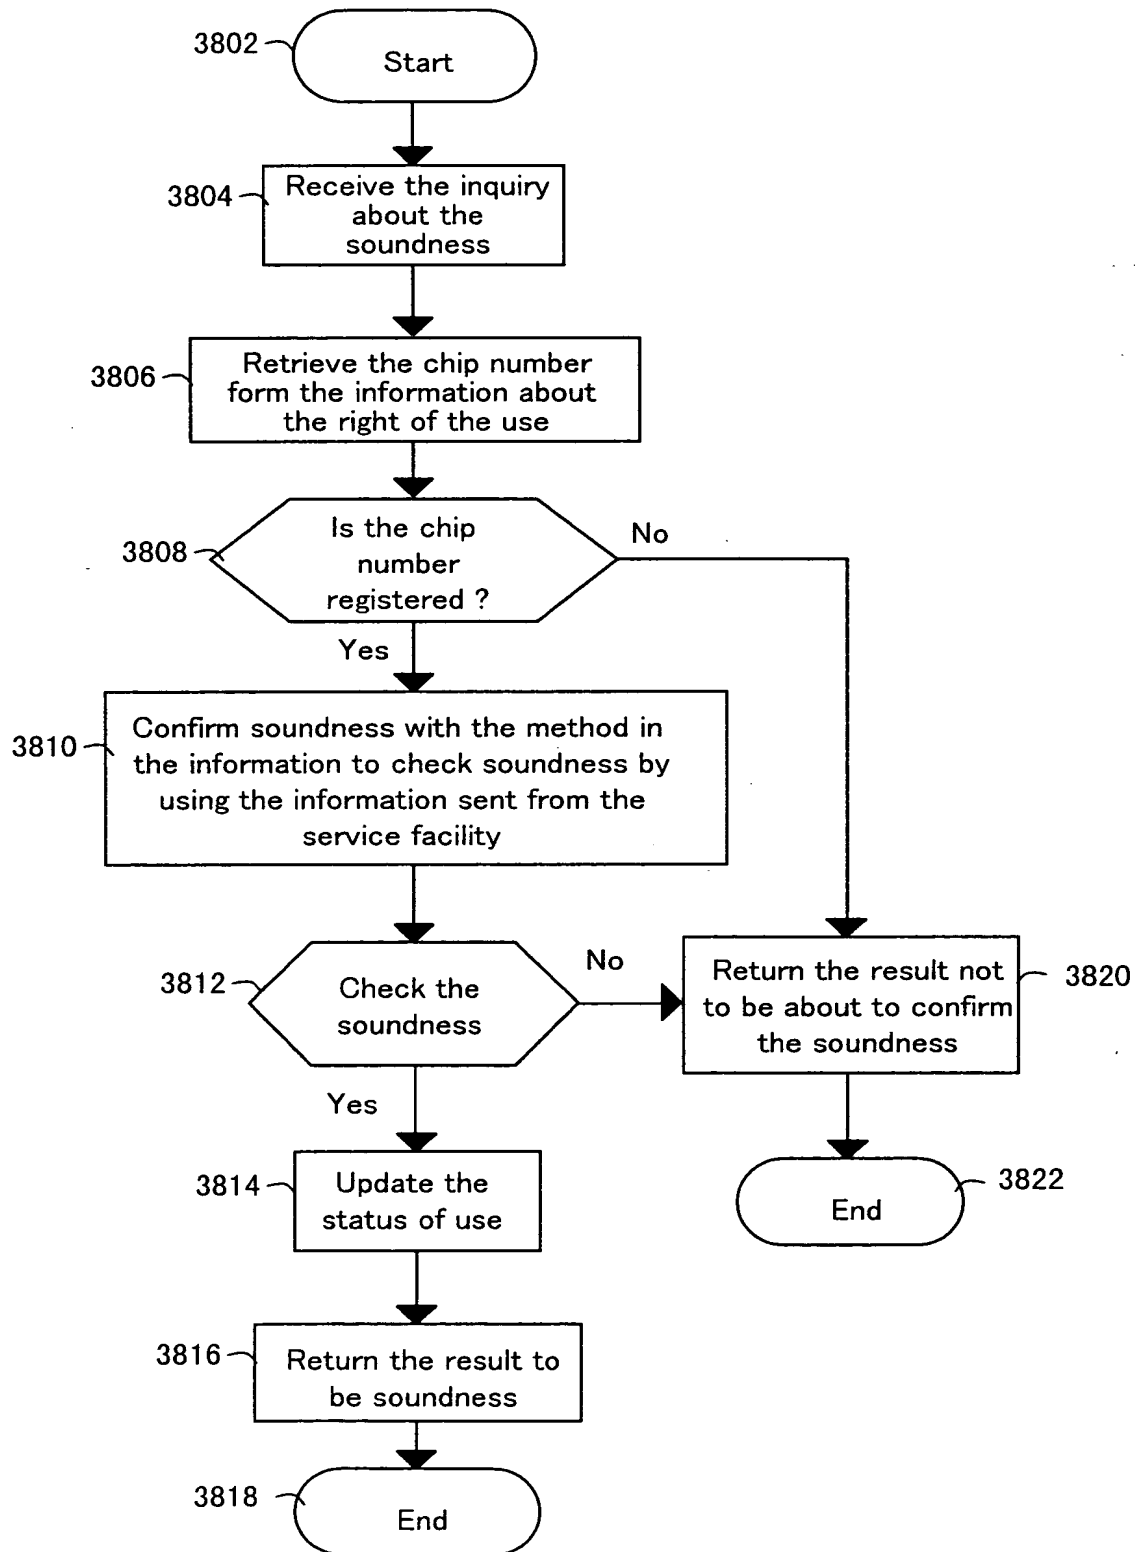 3802
Start
3804
Receive the inquiry
about the
soundness
3806
Retrieve the chip number
form the information about
the right of the use
3808
Is the chip
number
registered ?
No
Yes
3810
Confirm soundness with the method in
the information to check soundness by
using the information sent from the
service facility
3812
Check the
soundness
No
Return the result not
to be about to confirm
the soundness
3820
Yes
3814
Update the
status of use
End
3822
3816
Return the result to
be soundness
3818
End